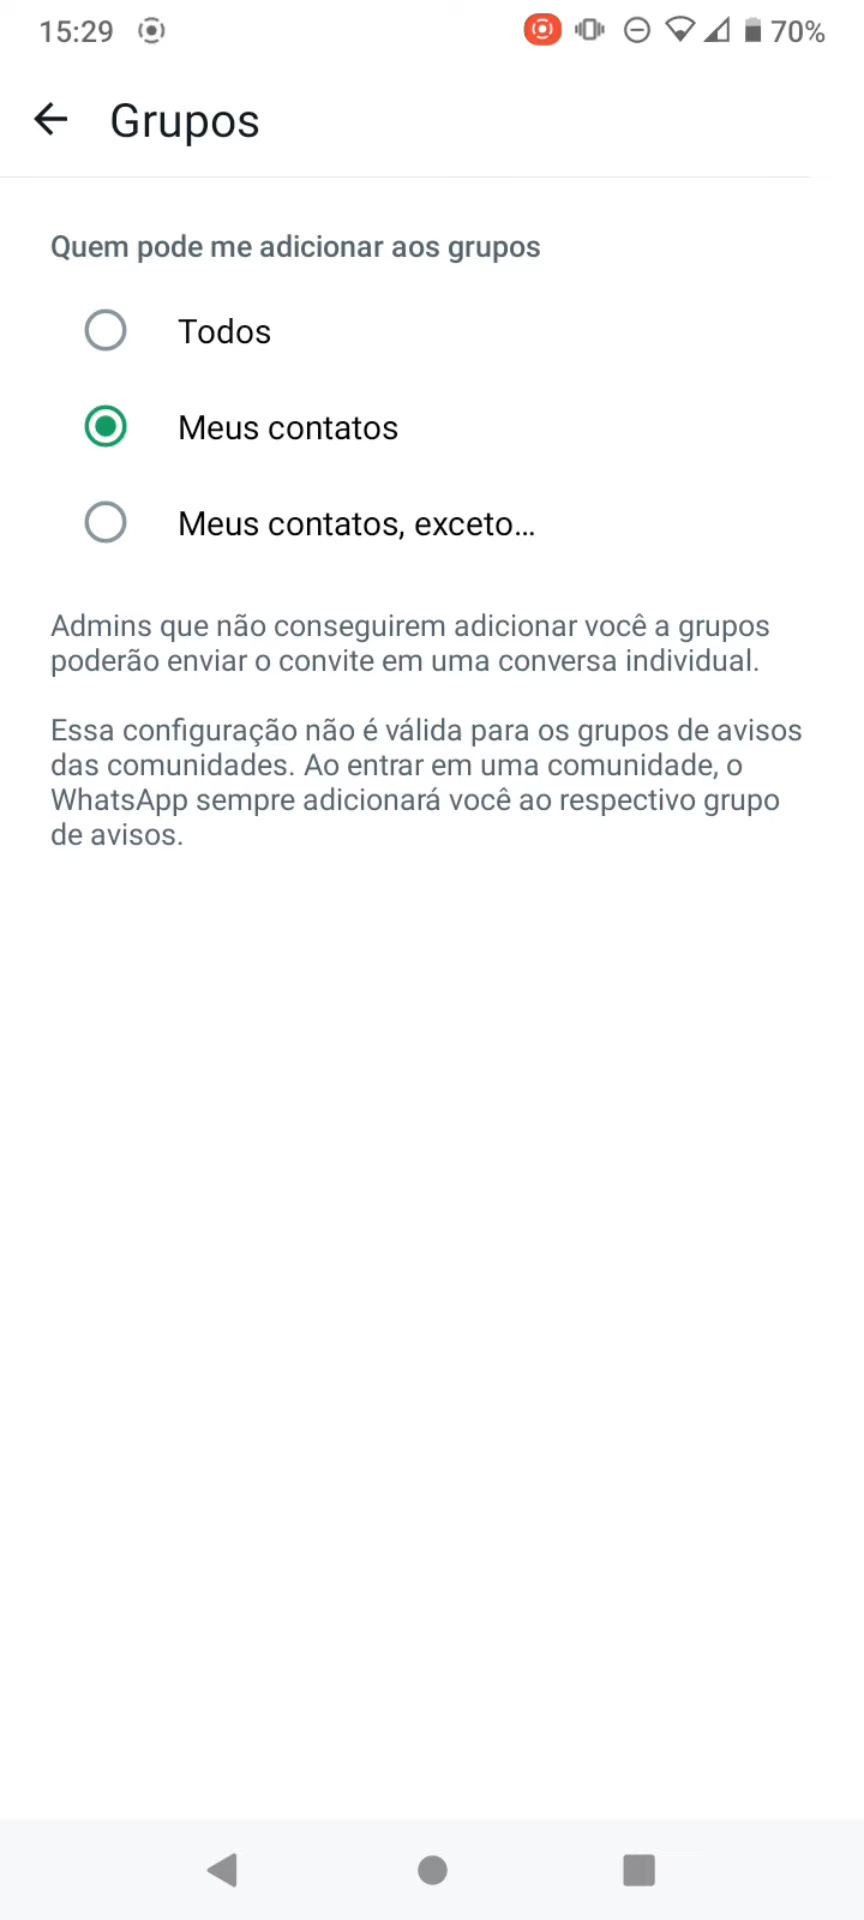 15:29
70%
Grupos
Quem pode me adicionar aos grupos
Todos
Meus contatos
Meus contatos, exceto...
Admins que não conseguirem adicionar você a grupos
poderão enviar o convite em uma conversa individual.
Essa configuração não é válida para os grupos de avisos
das comunidades. Ao entrar em uma comunidade, o
WhatsApp sempre adicionará você ao respectivo grupo
de avisos.